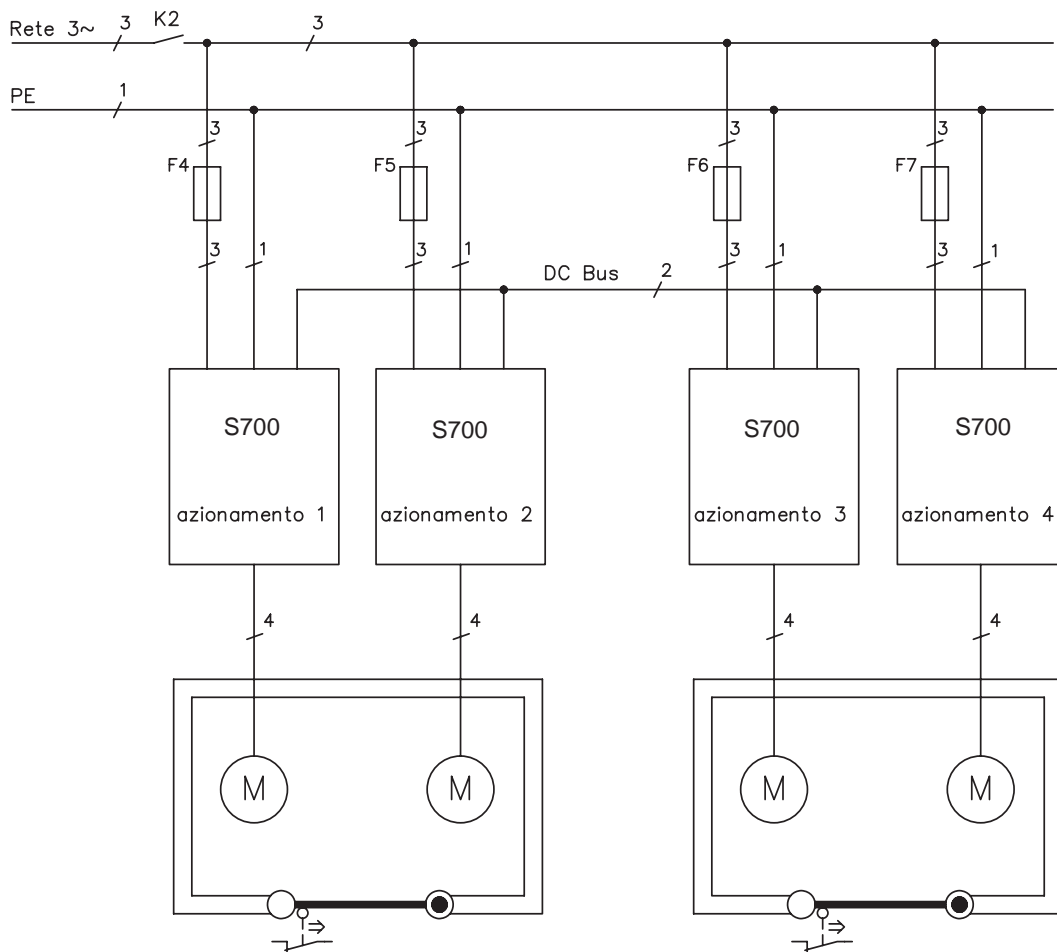 Rete 3~ 3 K2 3
PE 1
3 3 3 3
F4 F5 F6 F7
3 1 3 1 3 1 3 1
DC Bus 2
S700 S700 S700 S700
azionamento 1 azionamento 2 azionamento 3 azionamento 4
4 4 4 4
M M M M